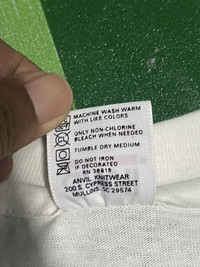 MACHINE WASH WARM
WITH LIKE COLORS
ONLY NON-CHLORINE
BLEACH WHEN NEEDED
TUMBLE DRY MEDIUM
DO NOT IRON
IF DECORATED
RN 38619
ANVIL KNITWEAR
200 S. CYPRESS STREET
MULLINS, SC 29574